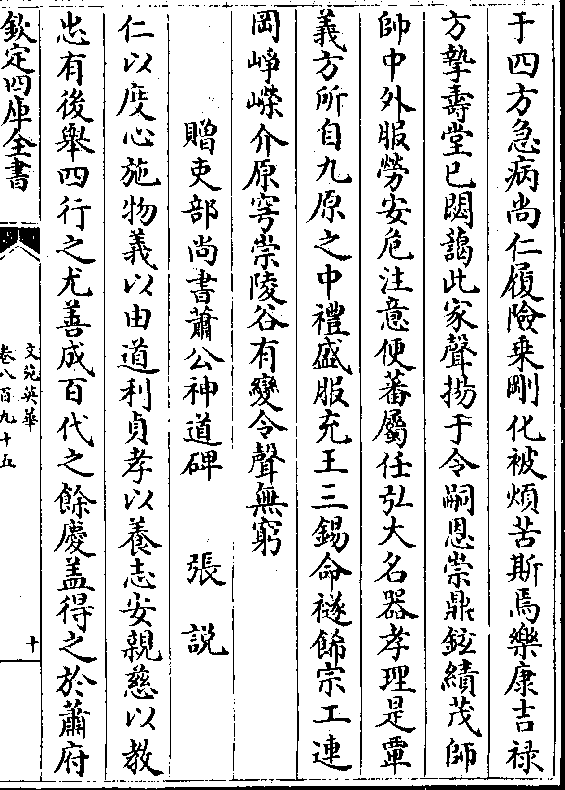 于四方急病尚仁履險乗剛化被煩苦斯焉樂康吉禄
方摯壽堂已閟藹此家聲揚于令嗣恩崇鼎鉉績茂師
帥中外服勞安危注意便蕃屬任弘大名器孝理是覃
義方所自九原之中禮盛服充王三錫命襚飾宗工連
岡崢嶸介原穹崇陵谷有變令聲無窮
贈吏部尚書蕭公神道碑 張説
仁以度心施物義以由道利貞孝以養志安親慈以教
忠有後舉四行之尤善成百代之餘慶盖得之於蕭府
欽定四庫全書
文苑英華
卷八百九十五
十